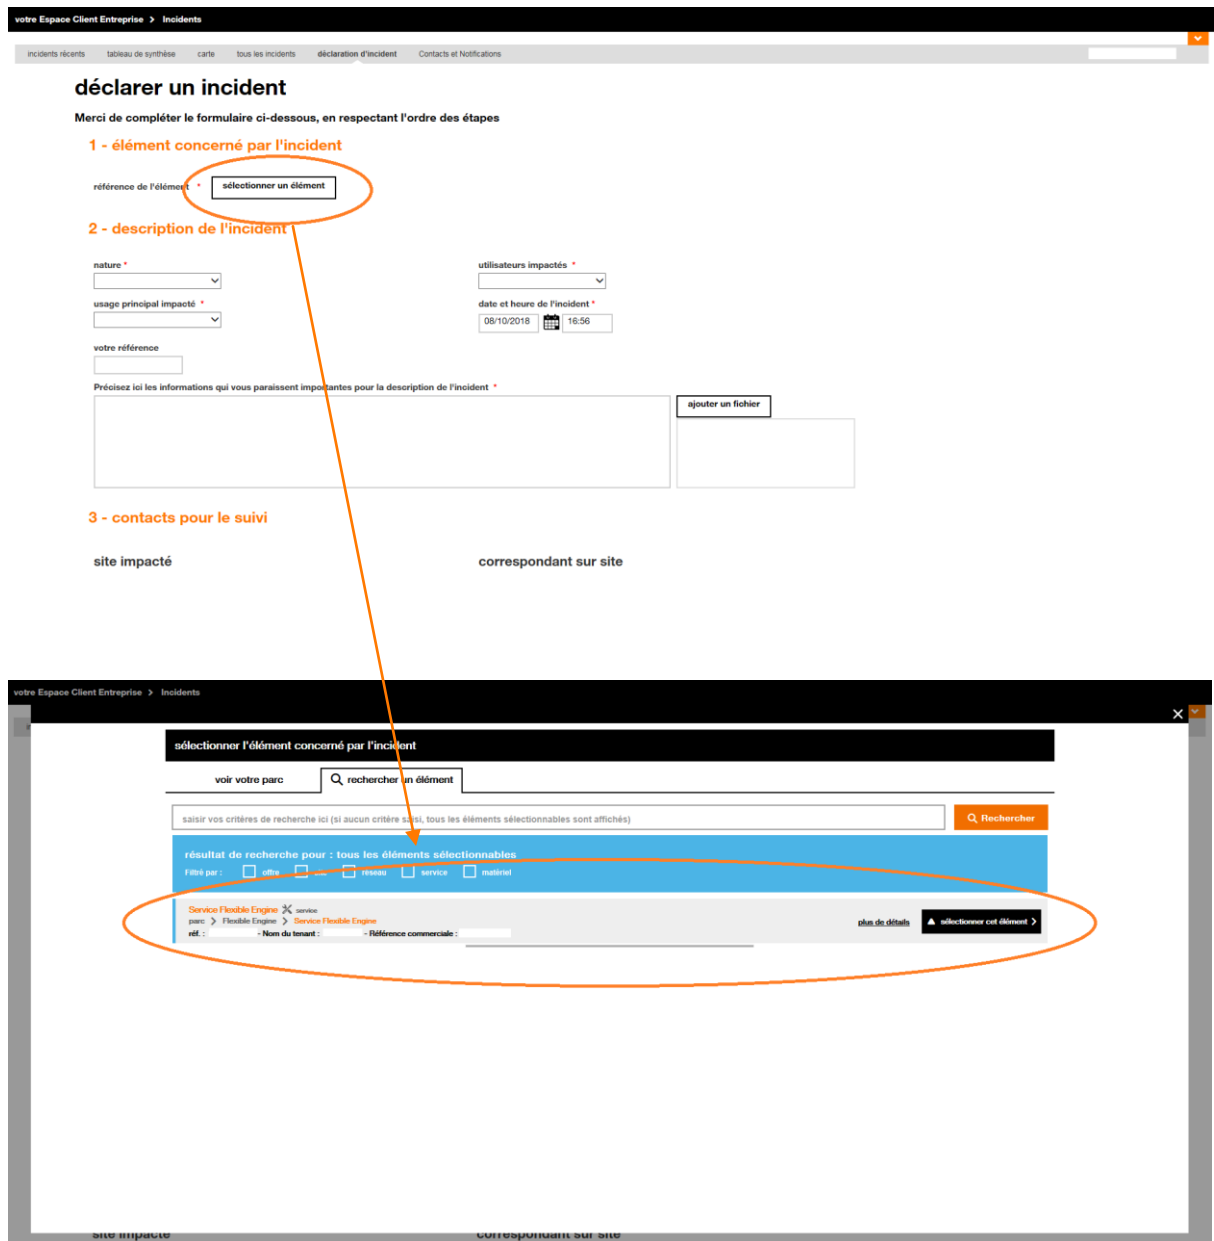 votre Espace Client Entreprise > Incidents
incidents récents tableau de synthèse carte tous les incidents déclaration d'incident Contacts et Notifications
déclarer un incident
Merci de compléter le formulaire ci-dessous, en respectant l'ordre des étapes
1 - élément concerné par l'incident
référence de l'élément * sélectionner un élément
2 - description de l'incident
nature * utilisateurs impactés *
usage principal impacté * date et heure de l'incident *
08/10/2018 16:56
votre référence
Précisez ici les informations qui vous paraissent importantes pour la description de l'incident *
ajouter un fichier
3 - contacts pour le suivi
site impacté correspondant sur site
votre Espace Client Entreprise > Incidents
sélectionner l'élément concerné par l'incident
voir votre parc rechercher un élément
saisir vos critères de recherche ici (si aucun critère saisi, tous les éléments sélectionnables sont affichés) Rechercher
résultat de recherche pour : tous les éléments sélectionnables
Filtré par : offre site réseau service matériel
Service Flexible Engine service
parc > Flexible Engine > Service Flexible Engine
plus de détails sélectionner cet élément >
réf. : - Nom du tenant : - Référence commerciale :
site impacté correspondant sur site